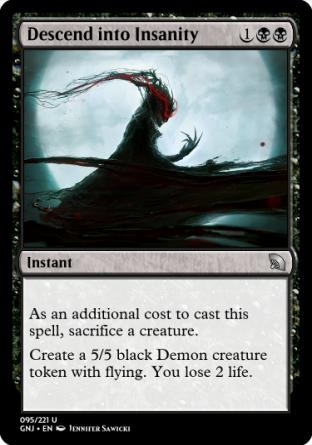 Descend into Insanity 1
Instant
As an additional cost to cast this
spell, sacrifice a creature.
Create a 5/5 black Demon creature
token with flying. You lose 2 life.
095/221 U
GNJ • EN Jennifer Sawicki